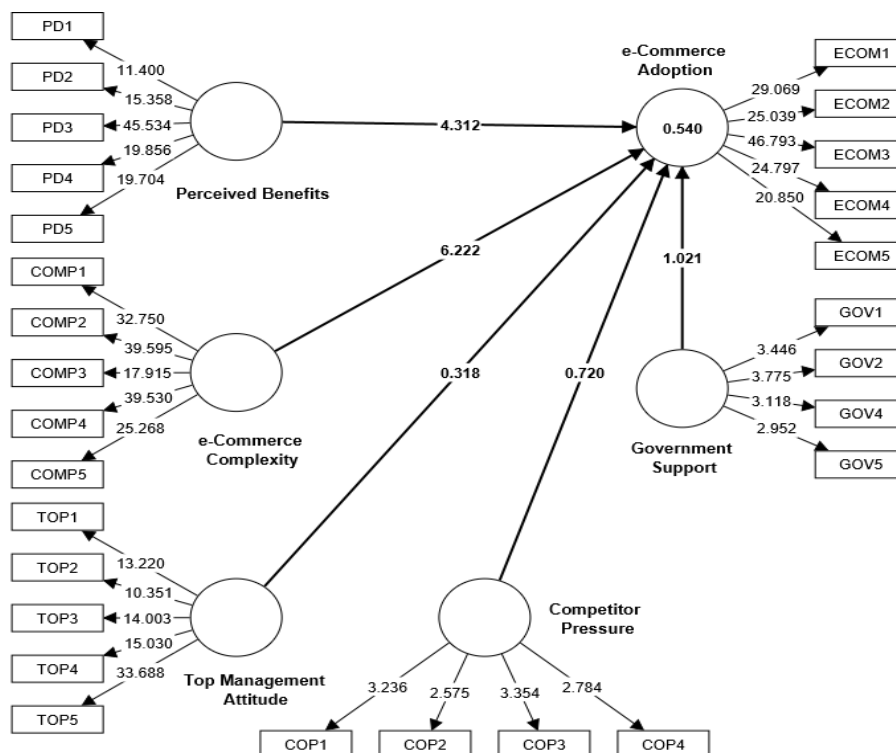 PD1
PD2
PD3
PD4
PD5
11.400
15.358
45.534
19.856
19.704
Perceived Benefits
4.312
e-Commerce
Adoption
0.540
29.069
25.039
46.793
24.797
20.850
ECOM1
ECOM2
ECOM3
ECOM4
ECOM5
COMP1
COMP2
COMP3
COMP4
COMP5
32.750
39.595
17.915
39.530
25.268
e-Commerce
Complexity
6.222
1.021
Government
Support
3.446
3.775
3.118
2.952
GOV1
GOV2
GOV4
GOV5
TOP1
TOP2
TOP3
TOP4
TOP5
13.220
10.351
14.003
15.030
33.688
Top Management
Attitude
0.318
0.720
Competitor
Pressure
3.236
2.575
3.354
2.784
COP1
COP2
COP3
COP4